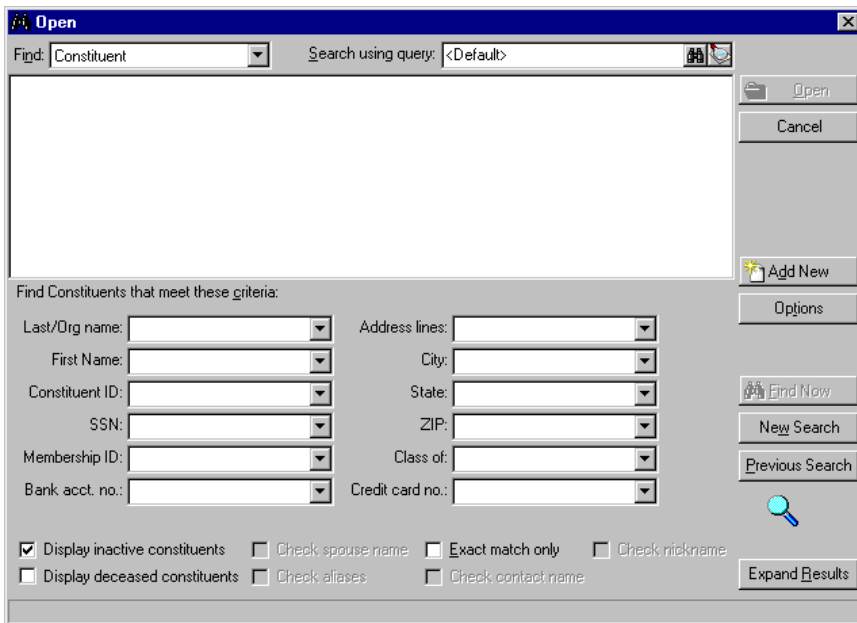 Open
Find: Constituent Search using query: <Default>
Open
Cancel
Add New
Find Constituents that meet these criteria:
Options
Last/Org name: Address lines:
First Name: City:
Constituent ID: State:
Find Now
SSN: ZIP:
New Search
Membership ID: Class of:
Previous Search
Bank acct. no.: Credit card no.:
Display inactive constituents Check spouse name Exact match only Check nickname
Display deceased constituents Check aliases Check contact name
Expand Results